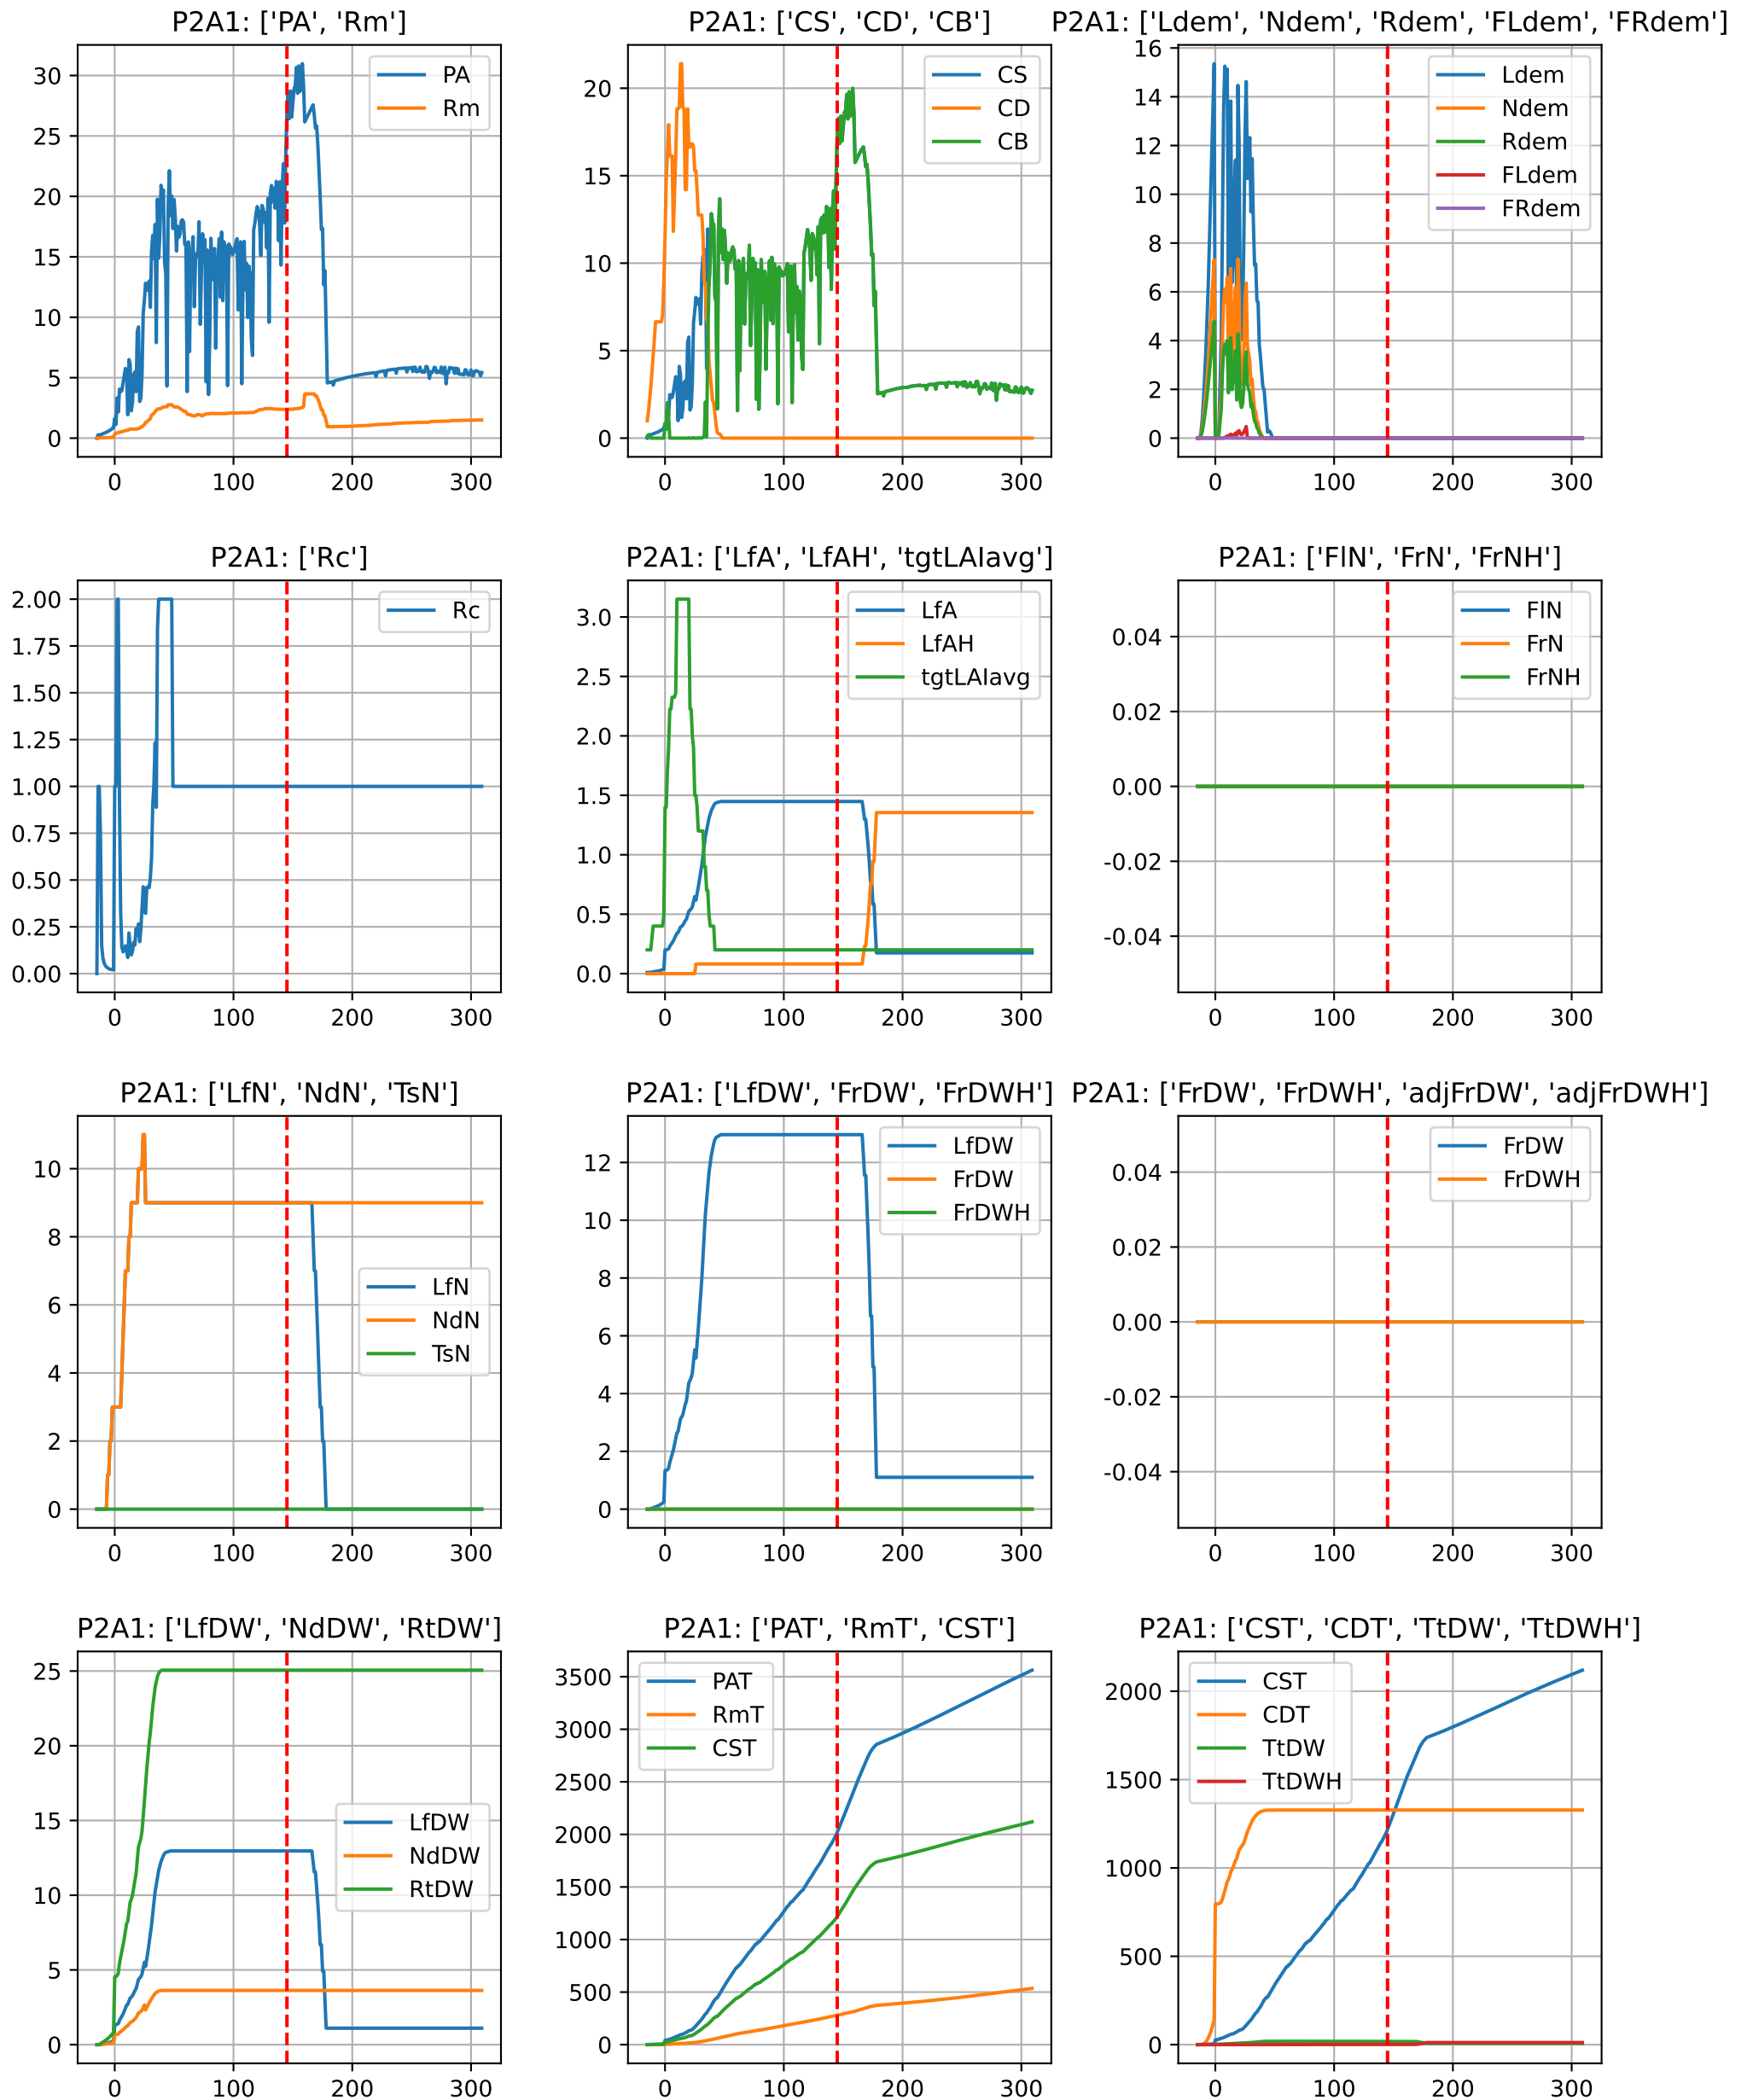 P2A1: ['PA', 'Rm']
PA
Rm
0
5
10
15
20
25
30
0 100 200 300
P2A1: ['CS', 'CD', 'CB']
CS
CD
CB
0
5
10
15
20
0 100 200 300
P2A1: ['Ldem', 'Ndem', 'Rdem', 'FLdem', 'FRdem']
Ldem
Ndem
Rdem
FLdem
FRdem
0
2
4
6
8
10
12
14
16
0 100 200 300
P2A1: ['Rc']
Rc
0.00
0.25
0.50
0.75
1.00
1.25
1.50
1.75
2.00
0 100 200 300
P2A1: ['LfA', 'LfAH', 'tgtLAIavg']
LfA
LfAH
tgtLAIavg
0.0
0.5
1.0
1.5
2.0
2.5
3.0
0 100 200 300
P2A1: ['FlN', 'FrN', 'FrNH']
FlN
FrN
FrNH
-0.04
-0.02
0.00
0.02
0.04
0 100 200 300
P2A1: ['LfN', 'NdN', 'TsN']
LfN
NdN
TsN
0
2
4
6
8
10
0 100 200 300
P2A1: ['LfDW', 'FrDW', 'FrDWH']
LfDW
FrDW
FrDWH
0
2
4
6
8
10
12
0 100 200 300
P2A1: ['FrDW', 'FrDWH', 'adjFrDW', 'adjFrDWH']
FrDW
FrDWH
-0.04
-0.02
0.00
0.02
0.04
0 100 200 300
P2A1: ['LfDW', 'NdDW', 'RtDW']
LfDW
NdDW
RtDW
0
5
10
15
20
25
0 100 200 300
P2A1: ['PAT', 'RmT', 'CST']
PAT
RmT
CST
0
500
1000
1500
2000
2500
3000
3500
0 100 200 300
P2A1: ['CST', 'CDT', 'TtDW', 'TtDWH']
CST
CDT
TtDW
TtDWH
0
500
1000
1500
2000
0 100 200 300